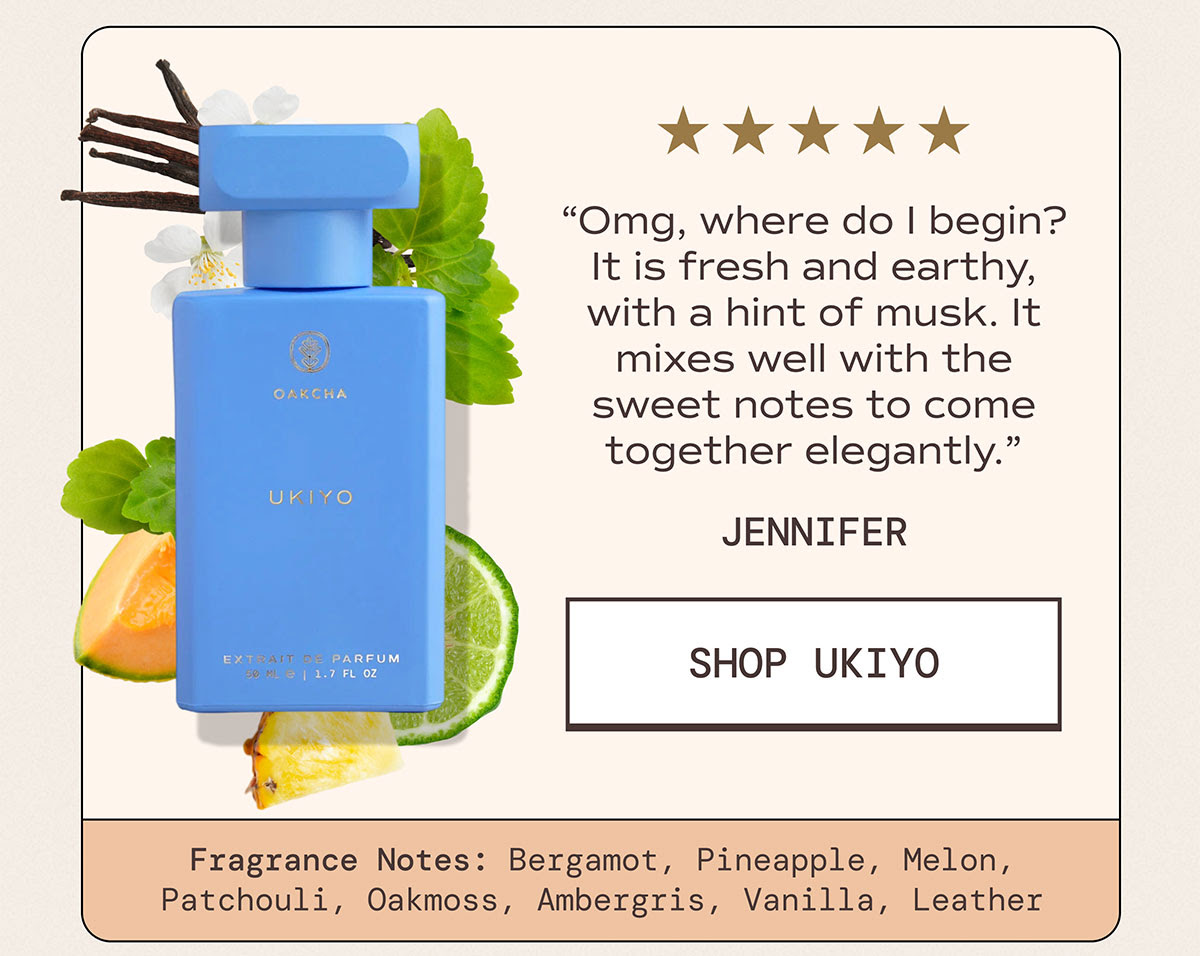 “Omg, where do I begin?
It is fresh and earthy,
with a hint of musk. It
mixes well with the
sweet notes to come
together elegantly.”
JENNIFER
SHOP UKIYO
OAKCHA
UKIYO
EXTRAIT DE PARFUM
50 ML ℮ | 1.7 FL OZ
Fragrance Notes: Bergamot, Pineapple, Melon,
Patchouli, Oakmoss, Ambergris, Vanilla, Leather